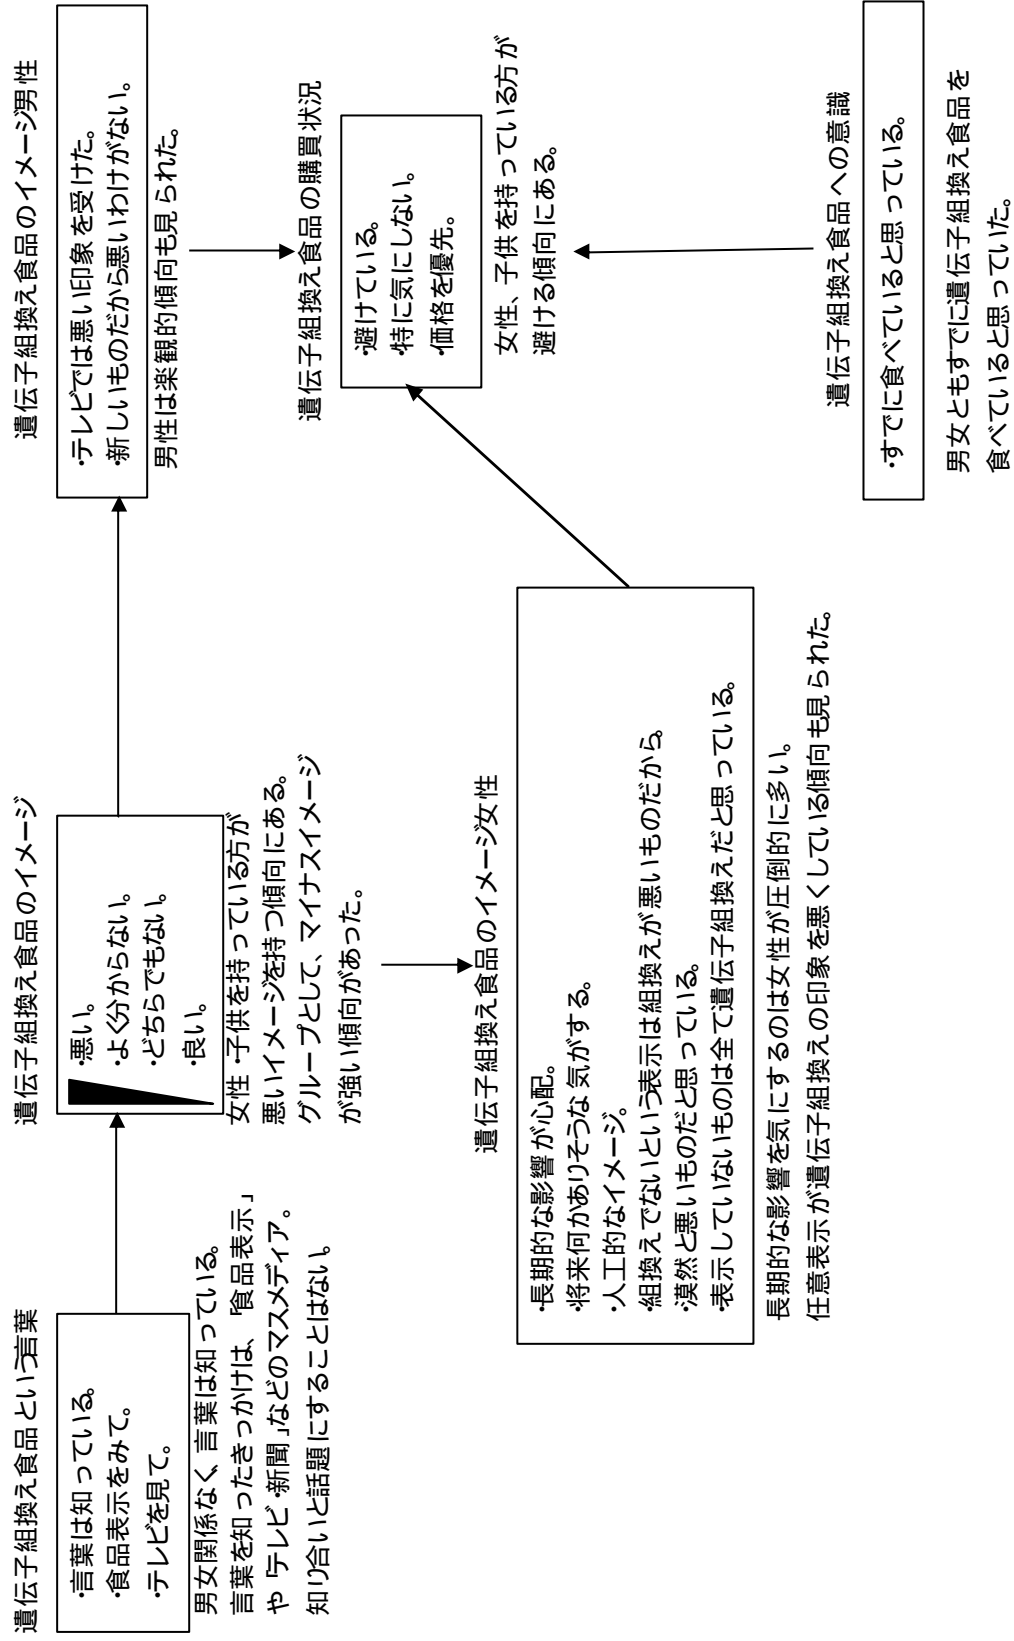 遺伝子組換え食品という言葉
・言葉は知っている。
・食品表示をみて。
・テレビを見て。
男女関係なく、言葉は知っている。
言葉を知ったきっかけは、「食品表示」
や「テレビ・新聞」などのマスメディア。
知り合いと話題にすることはない。
遺伝子組換え食品のイメージ
・悪い。
・よく分からない。
・どちらでもない。
・良い。
女性・子供を持っている方が
悪いイメージを持つ傾向にある。
グループとして、マイナスイメージ
が強い傾向があった。
遺伝子組換え食品のイメージ男性
・テレビでは悪い印象を受けた。
・新しいものだから悪いわけがない。
男性は楽観的傾向も見られた。
遺伝子組換え食品のイメージ女性
・長期的な影響が心配。
・将来何かありそうな気がする。
・人工的なイメージ。
・組換えでないという表示は組換えが悪いものだから。
・漠然と悪いものだと思っている。
・表示していないものは全て遺伝子組換えだと思っている。
長期的な影響を気にするのは女性が圧倒的に多い。
任意表示が遺伝子組換えの印象を悪くしている傾向も見られた。
遺伝子組換え食品の購買状況
・避けている。
・特に気にしない。
・価格を優先。
女性、子供を持っている方が
避ける傾向にある。
遺伝子組換え食品への意識
・すでに食べていると思っている。
男女ともすでに遺伝子組換え食品を
食べていると思っていた。